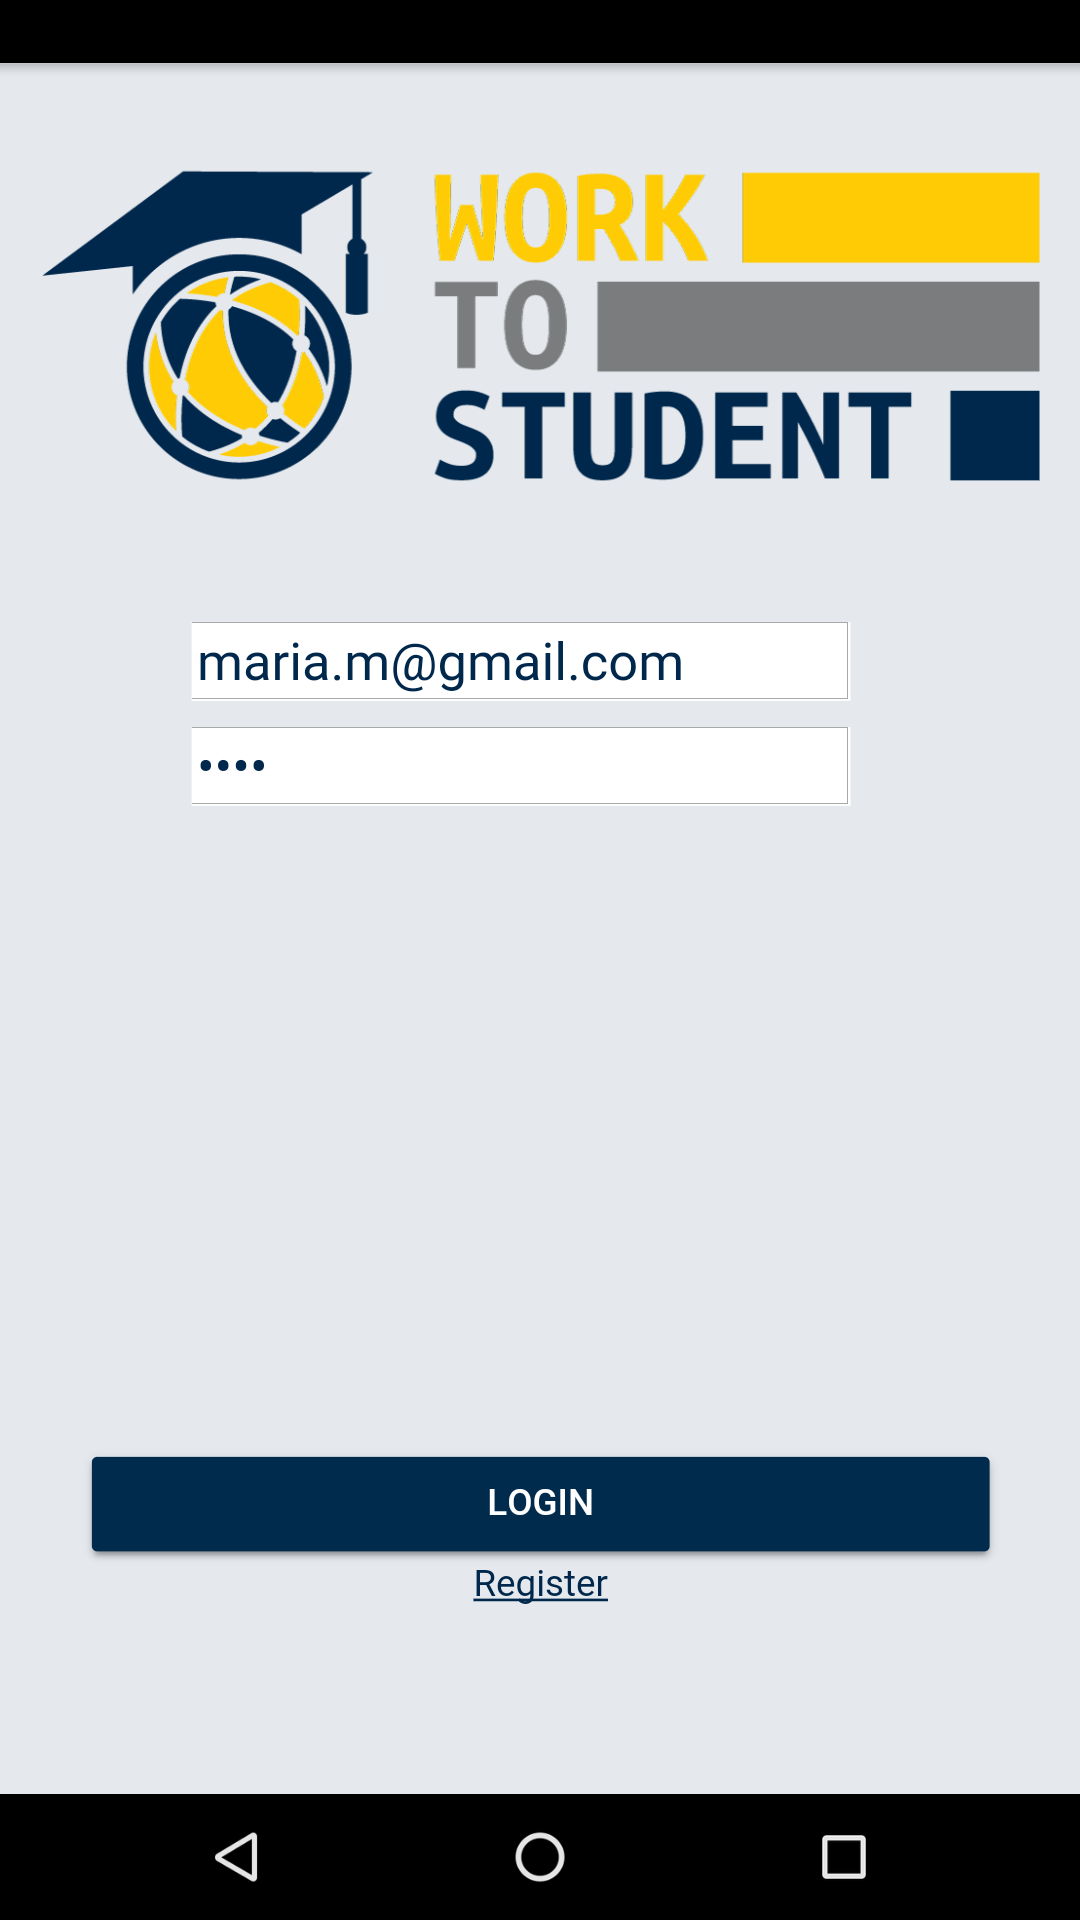 WORK
TO
STUDENT
maria.m@gmail.com
••••
LOGIN
Register